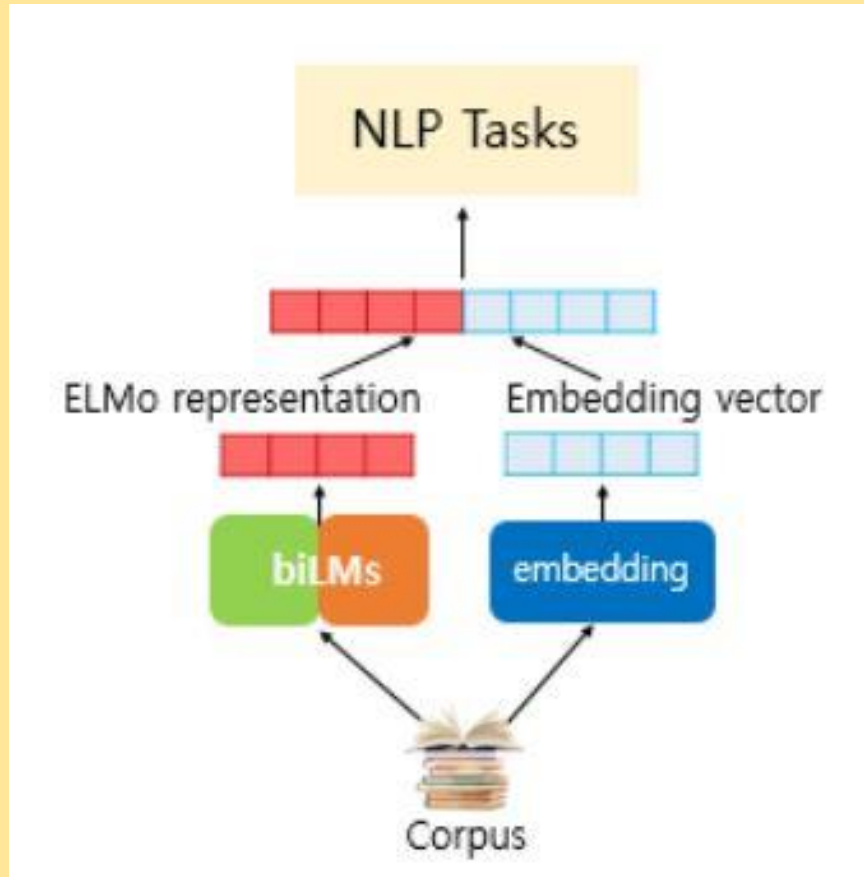 NLP Tasks
ELMo representation
Embedding vector
biLMs
embedding
Corpus